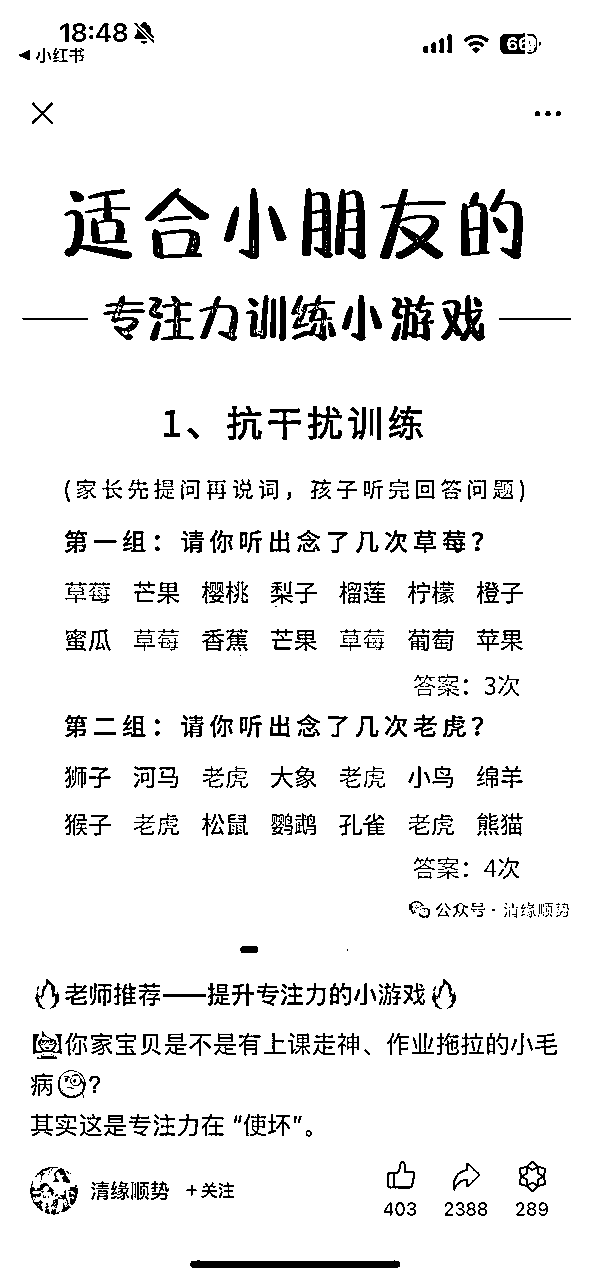 18:48
小红书
66
适合小朋友的
专注力训练小游戏
1、抗干扰训练
(家长先提问再说词，孩子听完回答问题)
第一组：请你听出念了几次草莓？
草莓 芒果 樱桃 梨子 榴莲 柠檬 橙子
蜜瓜 草莓 香蕉 芒果 草莓 葡萄 苹果
答案：3次
第二组：请你听出念了几次老虎？
狮子 河马 老虎 大象 老虎 小鸟 绵羊
猴子 老虎 松鼠 鹦鹉 孔雀 老虎 熊猫
答案：4次
公众号·清缘顺势
老师推荐——提升专注力的小游戏
你家宝贝是不是有上课走神、作业拖拉的小毛
病?
其实这是专注力在“使坏”。
清缘顺势 +关注
403 2388 289